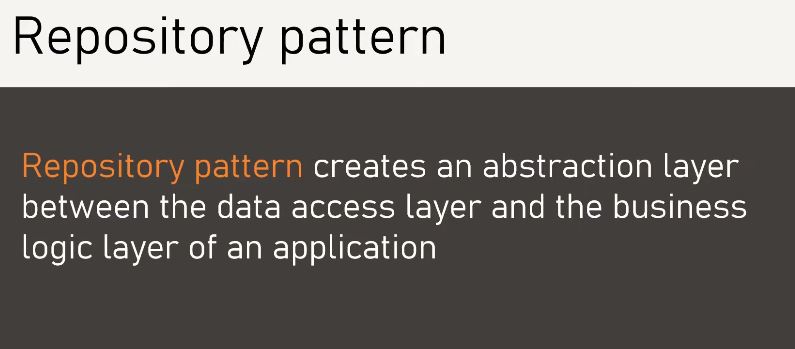 Repository pattern
Repository pattern creates an abstraction layer
between the data access layer and the business
logic layer of an application